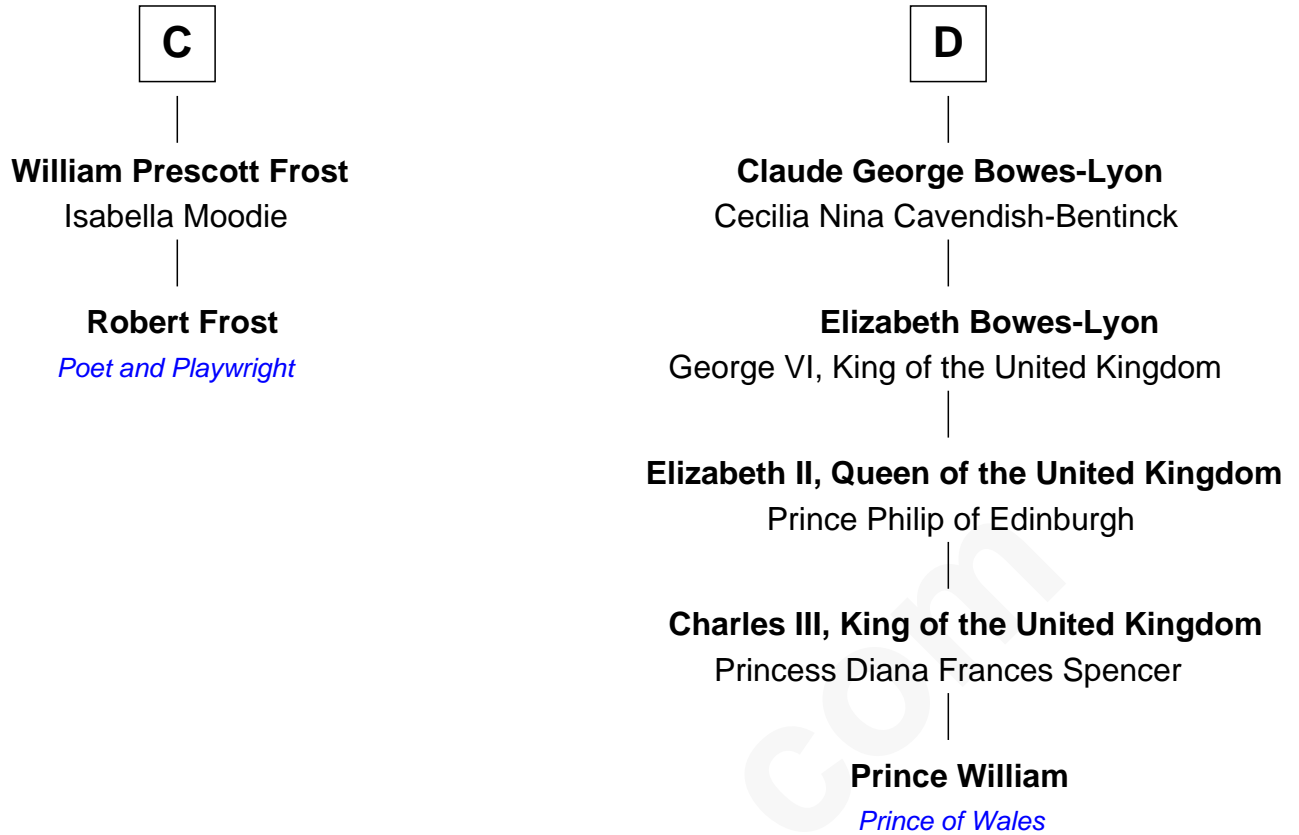 C
William Prescott Frost
Isabella Moodie
Robert Frost
Poet and Playwright
D
Claude George Bowes-Lyon
Cecilia Nina Cavendish-Bentinck
Elizabeth Bowes-Lyon
George VI, King of the United Kingdom
Elizabeth II, Queen of the United Kingdom
Prince Philip of Edinburgh
Charles III, King of the United Kingdom
Princess Diana Frances Spencer
Prince William
Prince of Wales
com